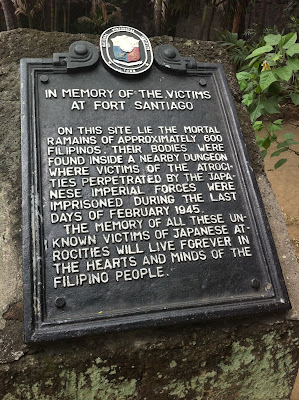 IN MEMORY OF THE VICTIMS
AT FORT SANTIAGO
ON THIS SITE LIE THE MORTAL
RAMAINS OF APPROXIMATELY 600
FILIPINOS. THEIR BODIES WERE
FOUND INSIDE A NEARBY DUNGEON
WHERE VICTIMS OF THE ATROCI-
TIES PERPETRATED BY THE JAPA-
NESE IMPERIAL FORCES WERE
IMPRISONED DURING THE LAST
DAYS OF FEBRUARY 1945.
THE MEMORY OF ALL THESE UN-
KNOWN VICTIMS OF JAPANESE AT-
ROCITIES WILL LIVE FOREVER IN
THE HEARTS AND MINDS OF THE
FILIPINO PEOPLE.